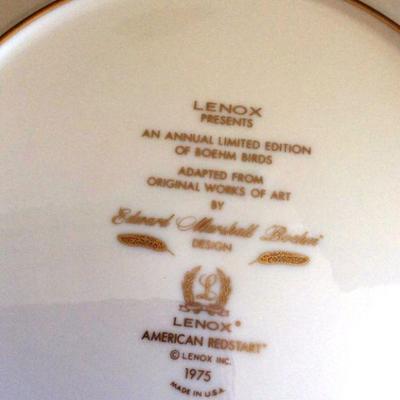 LENOX
PRESENTS
AN ANNUAL LIMITED EDITION
OF BOEHM BIRDS
ADAPTED FROM
ORIGINAL WORKS OF ART
BY
Edward Marshall Boehm
DESIGN
L
LENOX®
AMERICAN REDSTART™
© LENOX INC.
1975
MADE IN U.S.A.